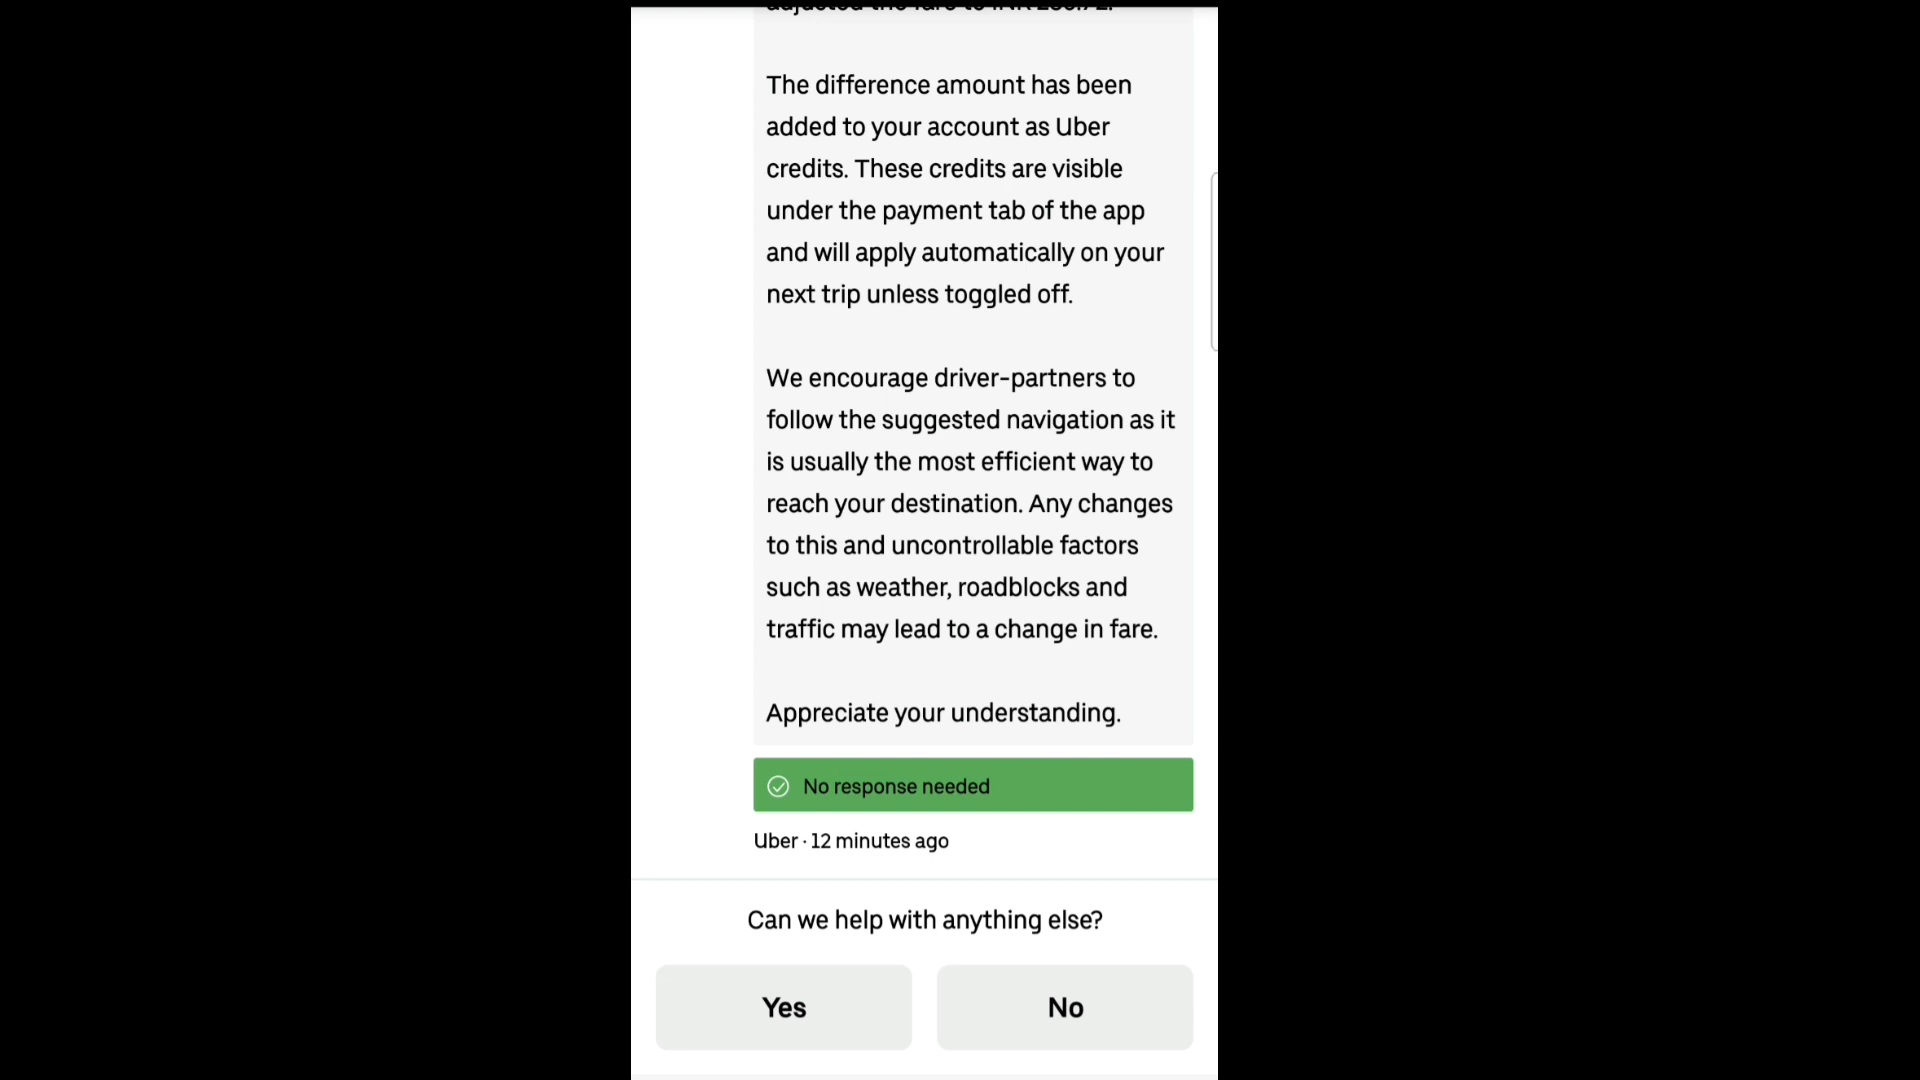 The difference amount has been
added to your account as Uber
credits. These credits are visible
under the payment tab of the app
and will apply automatically on your
next trip unless toggled off.
We encourage driver-partners to
follow the suggested navigation as it
is usually the most efficient way to
reach your destination. Any changes
to this and uncontrollable factors
such as weather, roadblocks and
traffic may lead to a change in fare.
Appreciate your understanding.
No response needed
Uber · 12 minutes ago
Can we help with anything else?
Yes
No